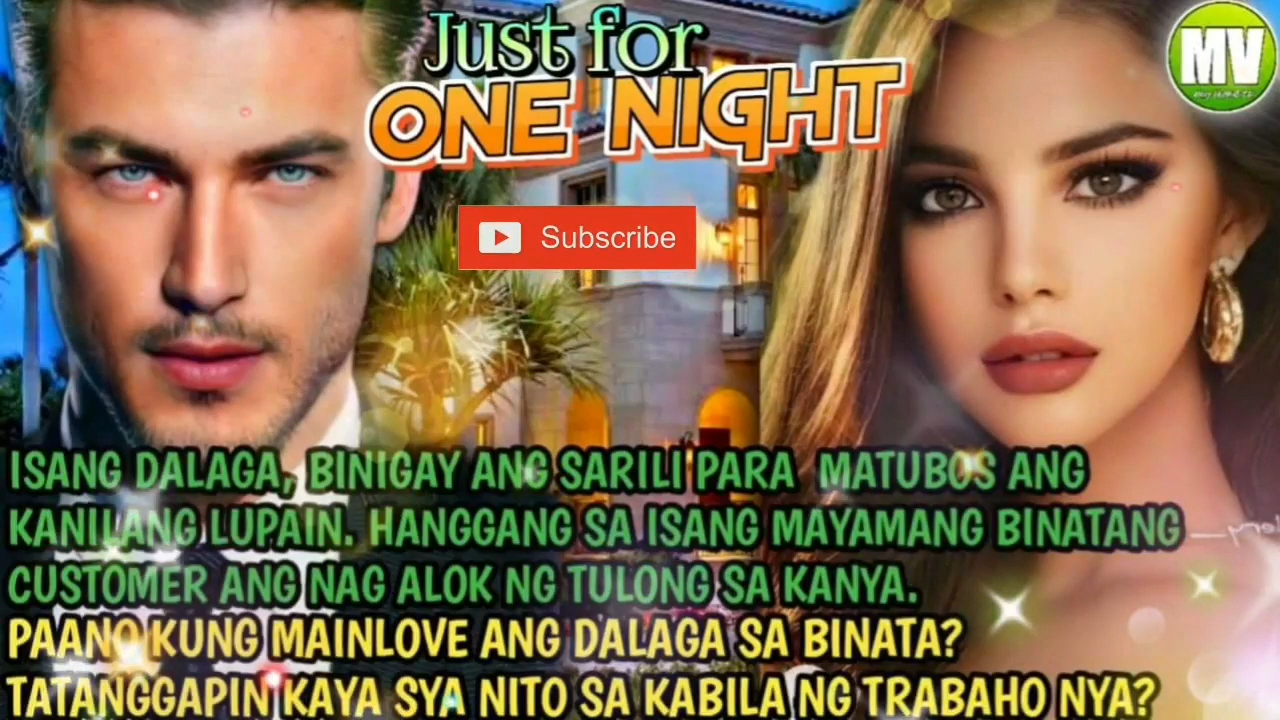 Just for
ONE NIGHT
MV
Subscribe
ISANG DALAGA, BINIGAY ANG SARILI PARA MATUBOS ANG
KANILANG LUPAIN. HANGGANG SA ISANG MAYAMANG BINATANG
CUSTOMER ANG NAG ALOK NG TULONG SA KANYA.
PAANO KUNG MAINLOVE ANG DALAGA SA BINATA?
TATANGGAPIN KAYA SYA NITO SA KABILA NG TRABAHO NYA?